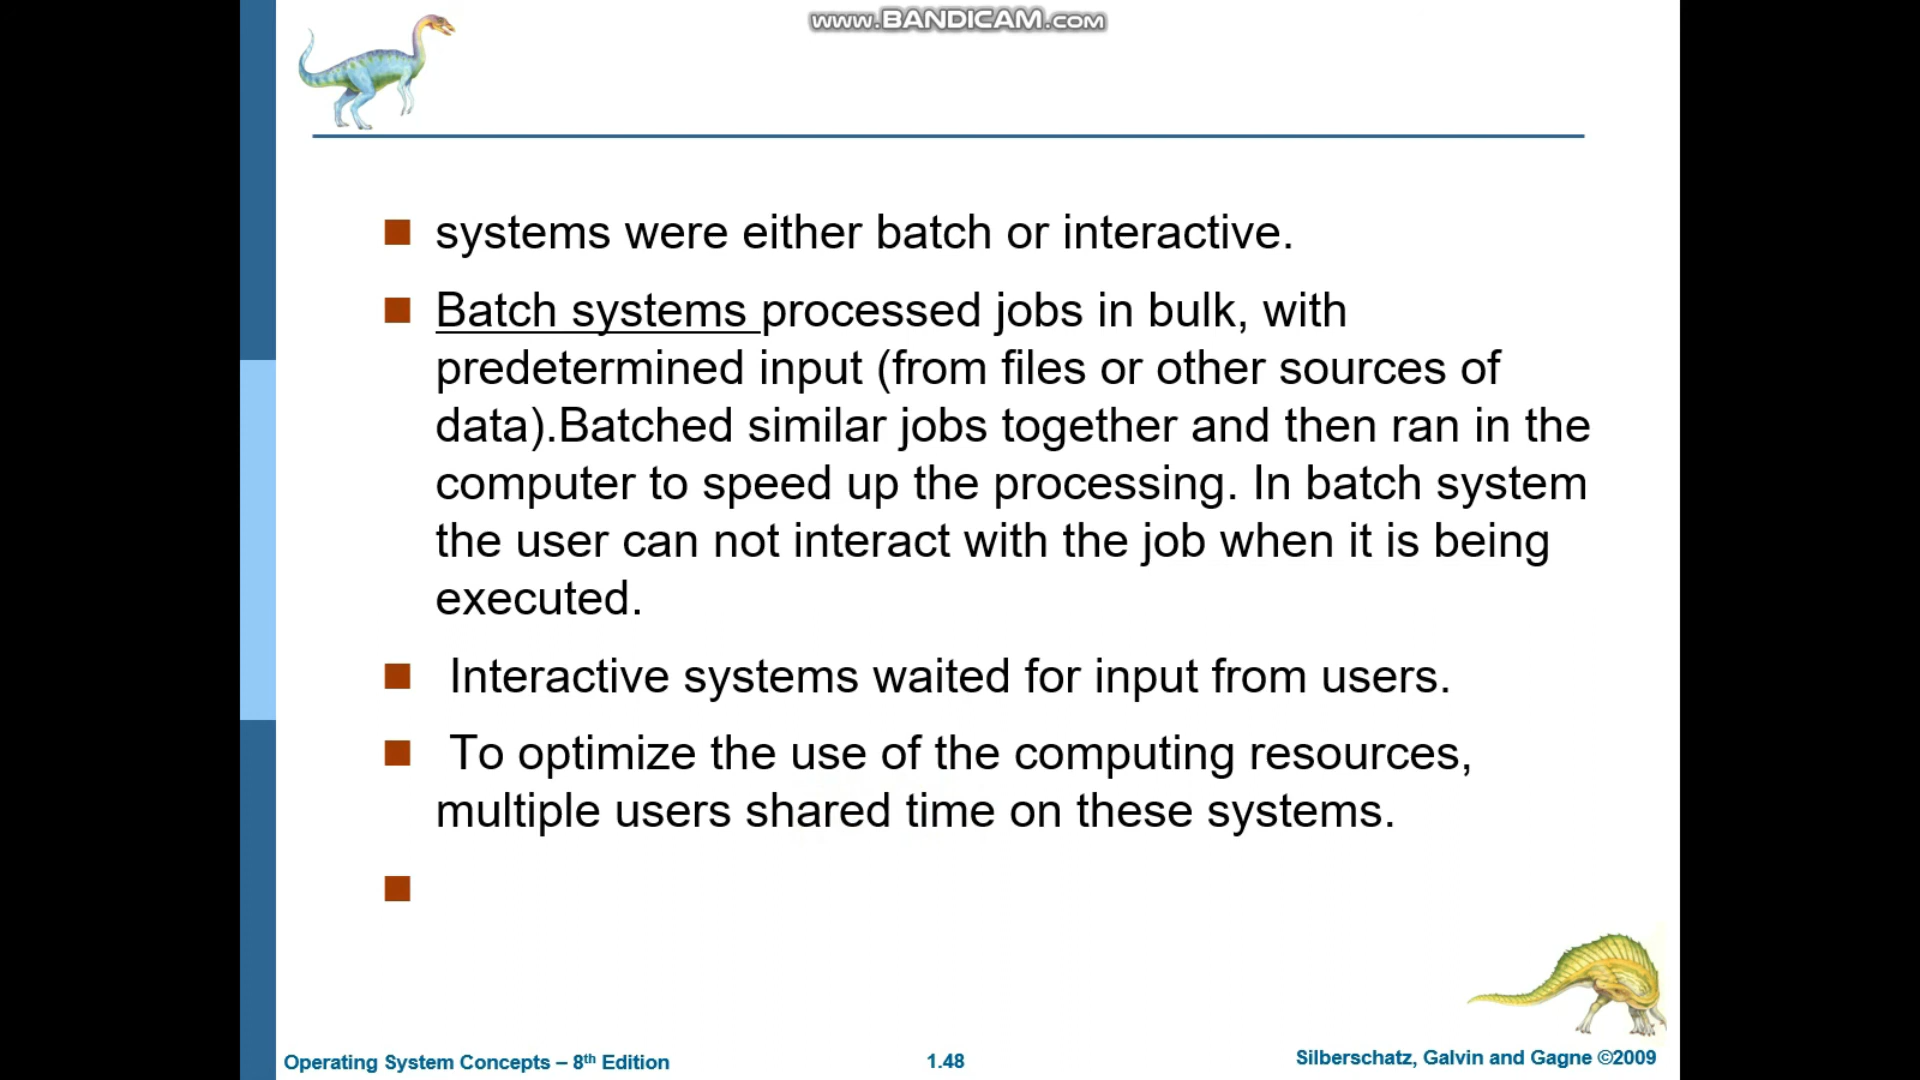 www.BANDICAM.com
systems were either batch or interactive.
Batch systems processed jobs in bulk, with
predetermined input (from files or other sources of
data).Batched similar jobs together and then ran in the
computer to speed up the processing. In batch system
the user can not interact with the job when it is being
executed.
Interactive systems waited for input from users.
To optimize the use of the computing resources,
multiple users shared time on these systems.
Operating System Concepts – 8th Edition
1.48
Silberschatz, Galvin and Gagne ©2009